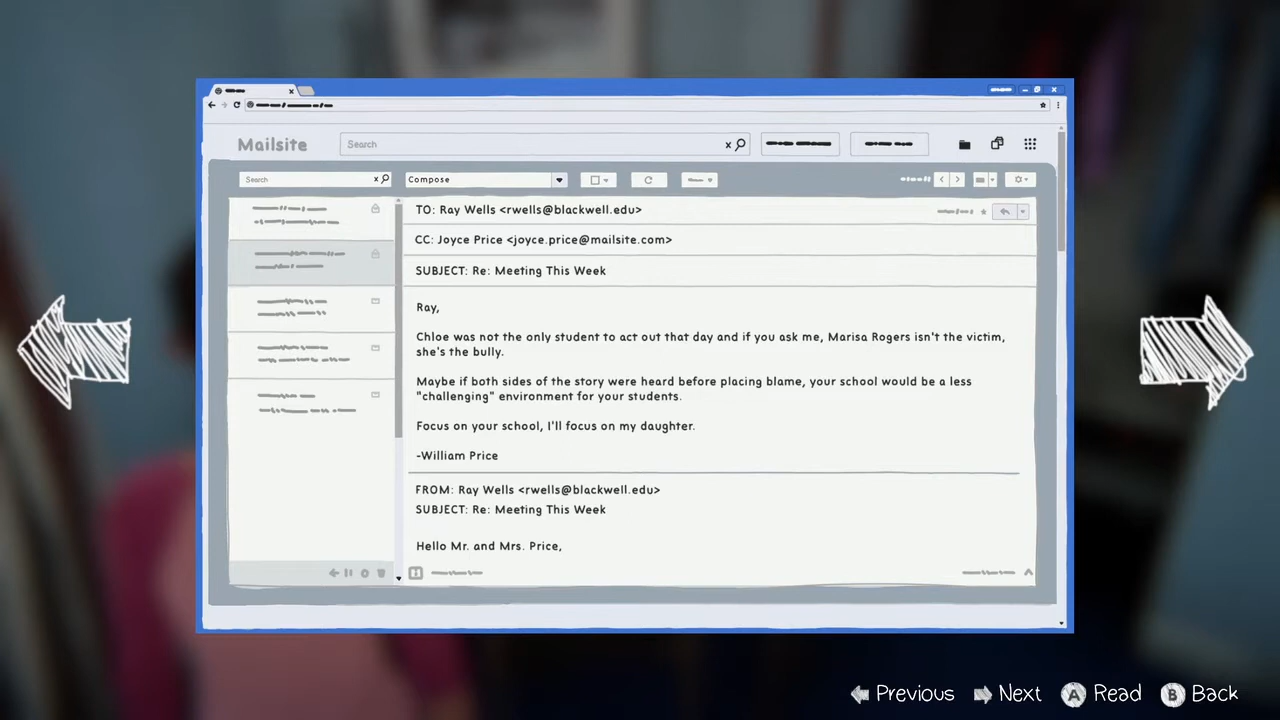 Mailsite
Search
x
Search
x
Compose
TO: Ray Wells <rwells@blackwell.edu>
CC: Joyce Price <joyce.price@mailsite.com>
SUBJECT: Re: Meeting This Week
Ray,
Chloe was not the only student to act out that day and if you ask me, Marisa Rogers isn't the victim,
she's the bully.
Maybe if both sides of the story were heard before placing blame, your school would be a less
"challenging" environment for your students.
Focus on your school, I'll focus on my daughter.
-William Price
FROM: Ray Wells <rwells@blackwell.edu>
SUBJECT: Re: Meeting This Week
Hello Mr. and Mrs. Price,
Previous Next A Read B Back